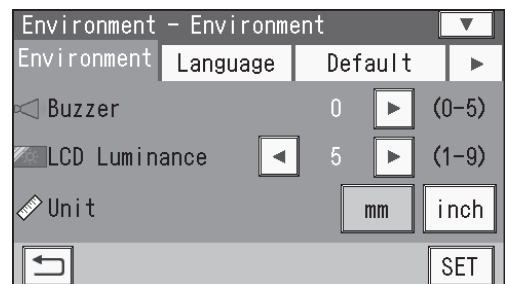 Environment - Environment
Environment Language Default
Buzzer 0 (0-5)
LCD Luminance 5 (1-9)
Unit mm inch
SET